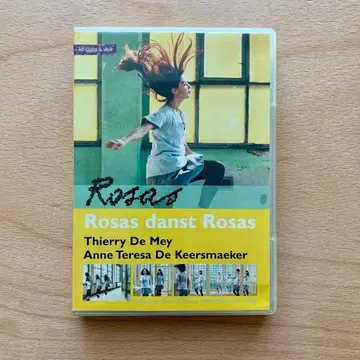 Rosas
Rosas danst Rosas
Thierry De Mey
Anne Teresa De Keersmaeker